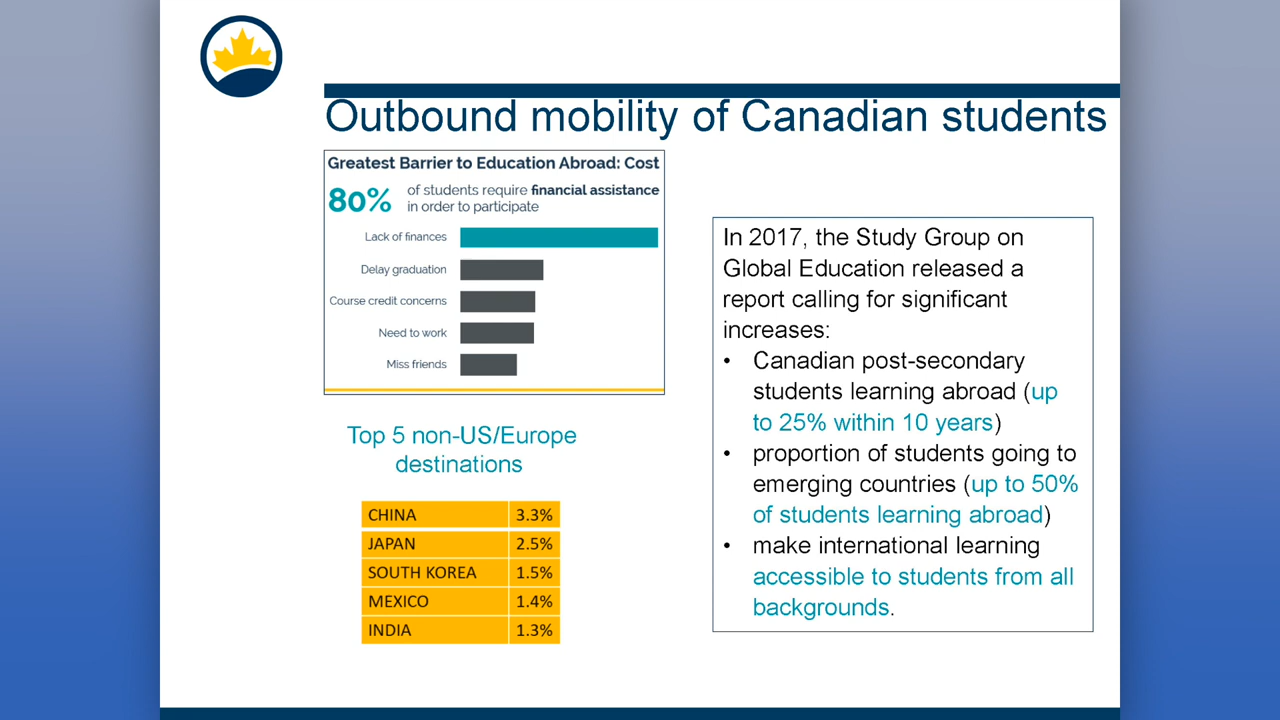 Outbound mobility of Canadian students
Greatest Barrier to Education Abroad: Cost
80%
of students require financial assistance
in order to participate
Lack of finances
Delay graduation
Course credit concerns
Need to work
Miss friends
Top 5 non-US/Europe
destinations
CHINA 3.3%
JAPAN 2.5%
SOUTH KOREA 1.5%
MEXICO 1.4%
INDIA 1.3%
In 2017, the Study Group on
Global Education released a
report calling for significant
increases:
• Canadian post-secondary
students learning abroad (up
to 25% within 10 years)
• proportion of students going to
emerging countries (up to 50%
of students learning abroad)
• make international learning
accessible to students from all
backgrounds.